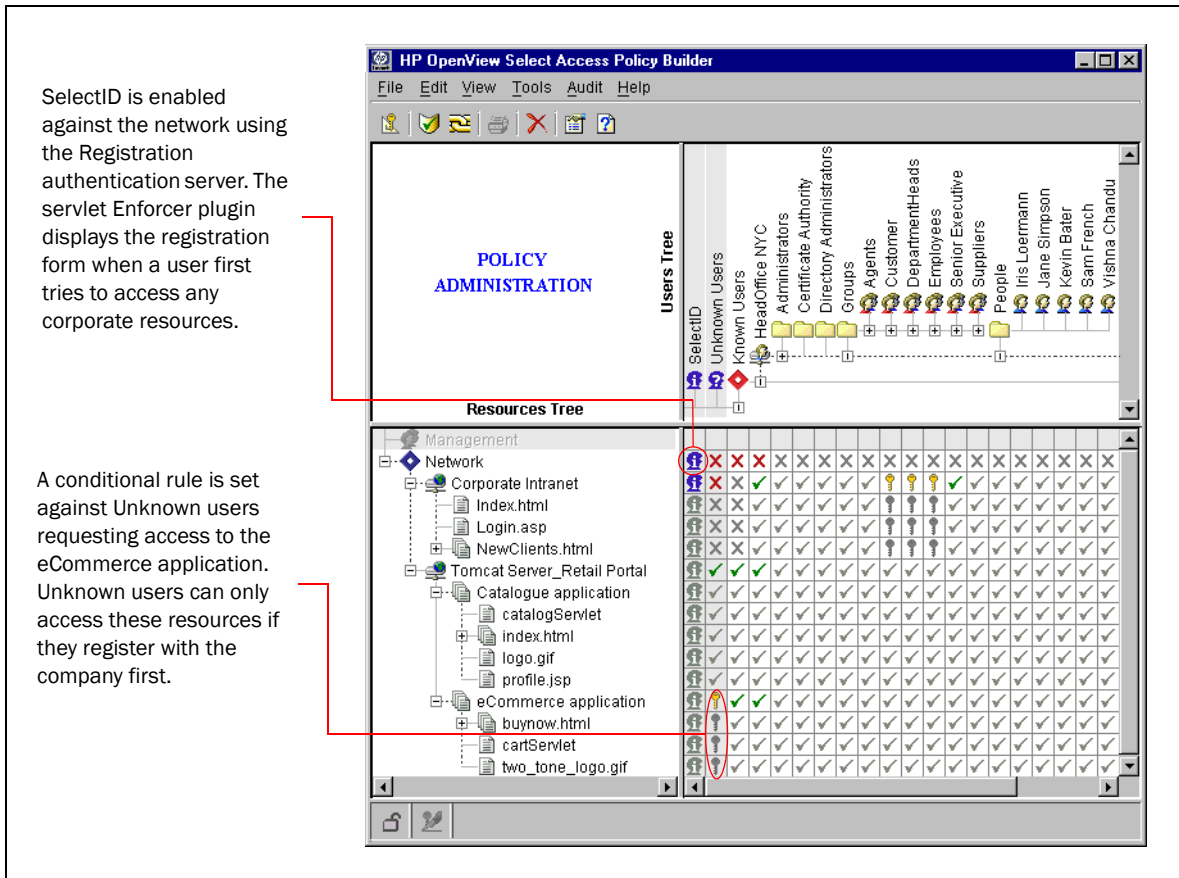 SelectID is enabled
against the network using
the Registration
authentication server. The
servlet Enforcer plugin
displays the registration
form when a user first
tries to access any
corporate resources.
A conditional rule is set
against Unknown users
requesting access to the
eCommerce application.
Unknown users can only
access these resources if
they register with the
company first.
HP OpenView Select Access Policy Builder
File Edit View Tools Audit Help
POLICY
ADMINISTRATION
Users Tree
Resources Tree
SelectID
Unknown Users
Known Users
HeadOffice NYC
Administrators
Certificate Authority
Directory Administrators
Groups
Agents
Customer
DepartmentHeads
Employees
Senior Executive
Suppliers
People
Iris Loermann
Jane Simpson
Kevin Bater
Sam French
Vishna Chandu
Management
Network
Corporate Intranet
Index.html
Login.asp
NewClients.html
Tomcat Server_Retail Portal
Catalogue application
catalogServlet
index.html
logo.gif
profile.jsp
eCommerce application
buynow.html
cartServlet
two_tone_logo.gif